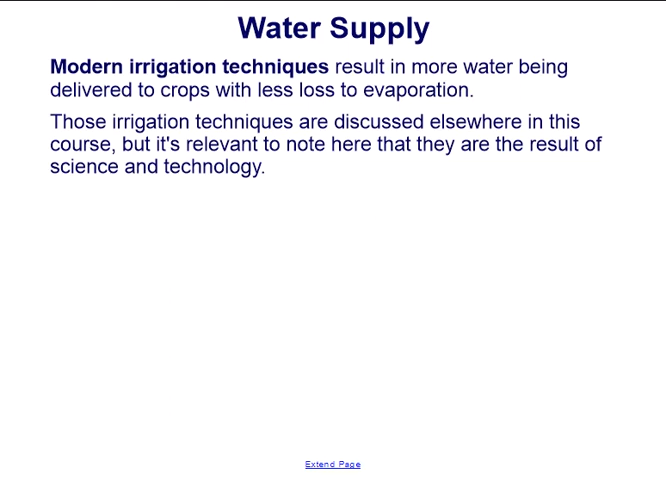 Water Supply
Modern irrigation techniques result in more water being
delivered to crops with less loss to evaporation.
Those irrigation techniques are discussed elsewhere in this
course, but it's relevant to note here that they are the result of
science and technology.
Extend Page